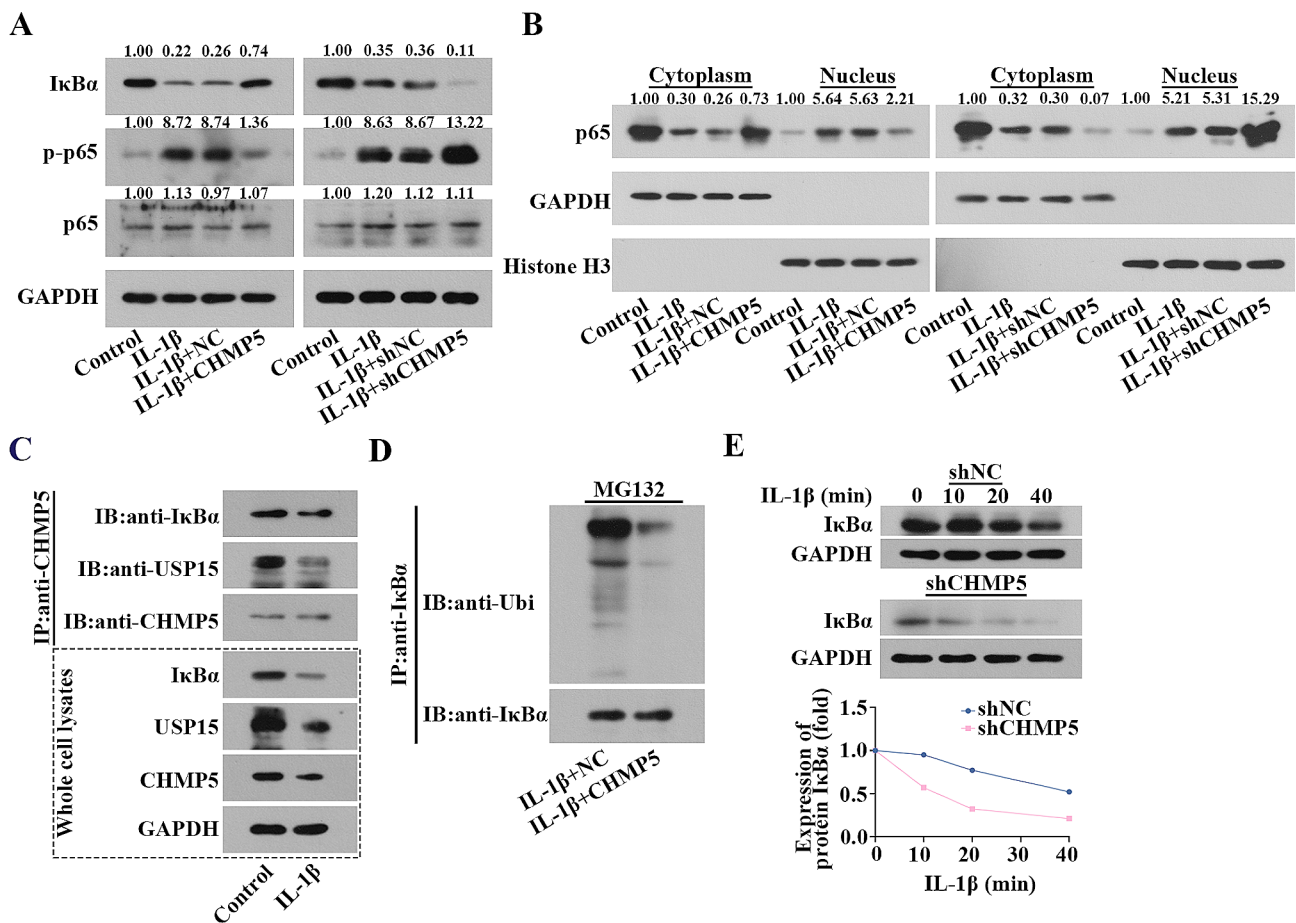 A
1.00 0.22 0.26 0.74
1.00 0.35 0.36 0.11
IκBα
1.00 8.72 8.74 1.36
1.00 8.63 8.67 13.22
p-p65
1.00 1.13 0.97 1.07
1.00 1.20 1.12 1.11
p65
GAPDH
Control
IL-1β
IL-1β+NC
IL-1β+CHMP5
Control
IL-1β
IL-1β+shNC
IL-1β+shCHMP5
B
Cytoplasm Nucleus
Cytoplasm Nucleus
1.00 0.30 0.26 0.73 1.00 5.64 5.63 2.21
1.00 0.32 0.30 0.07 1.00 5.21 5.31 15.29
p65
GAPDH
Histone H3
Control
IL-1β
IL-1β+NC
IL-1β+CHMP5
Control
IL-1β
IL-1β+NC
IL-1β+CHMP5
Control
IL-1β
IL-1β+shNC
IL-1β+shCHMP5
Control
IL-1β
IL-1β+shNC
IL-1β+shCHMP5
C
IP:anti-CHMP5
IB:anti-IκBα
IB:anti-USP15
IB:anti-CHMP5
Whole cell lysates
IκBα
USP15
CHMP5
GAPDH
Control
IL-1β
D
MG132
IP:anti-IκBα
IB:anti-Ubi
IB:anti-IκBα
IL-1β+NC
IL-1β+CHMP5
E
shNC
IL-1β (min) 0 10 20 40
IκBα
GAPDH
shCHMP5
IκBα
GAPDH
Expression of
protein IκBα (fold)
1.5
1.0
0.5
0.0
shNC
shCHMP5
0 10 20 30 40
IL-1β (min)